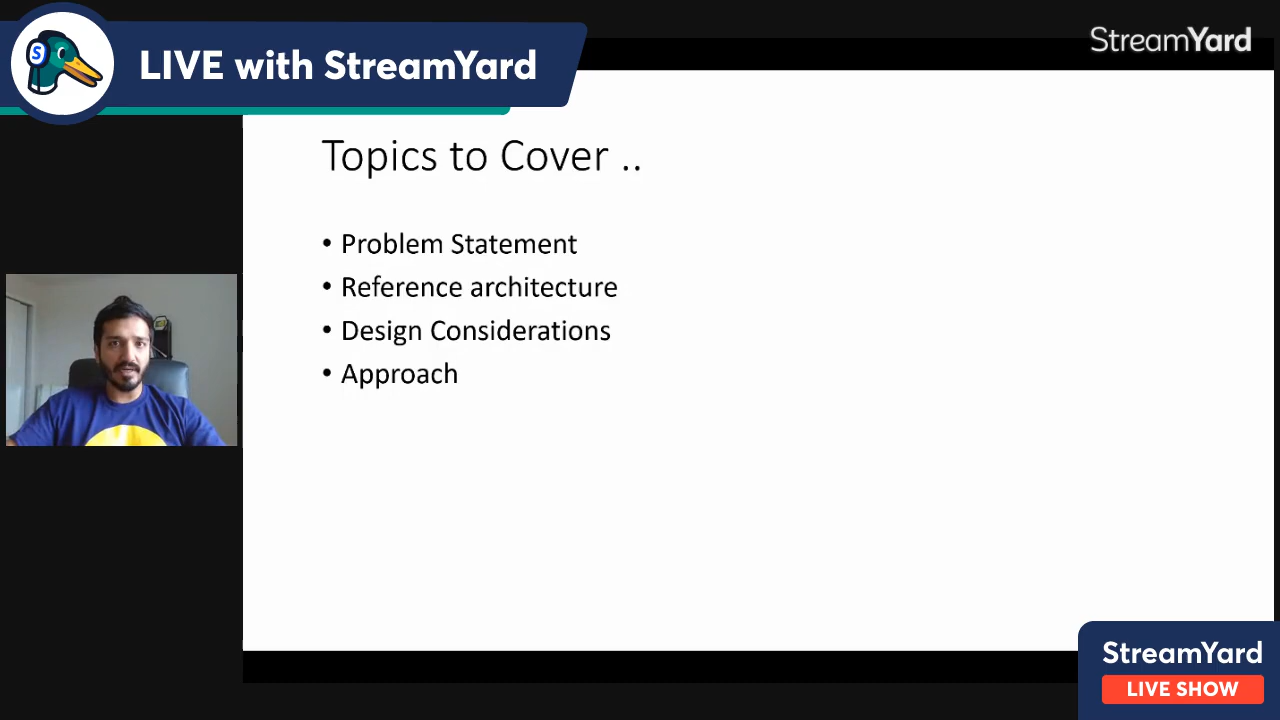 S
LIVE with StreamYard
StreamYard
Topics to Cover ..
• Problem Statement
• Reference architecture
• Design Considerations
• Approach
StreamYard
LIVE SHOW